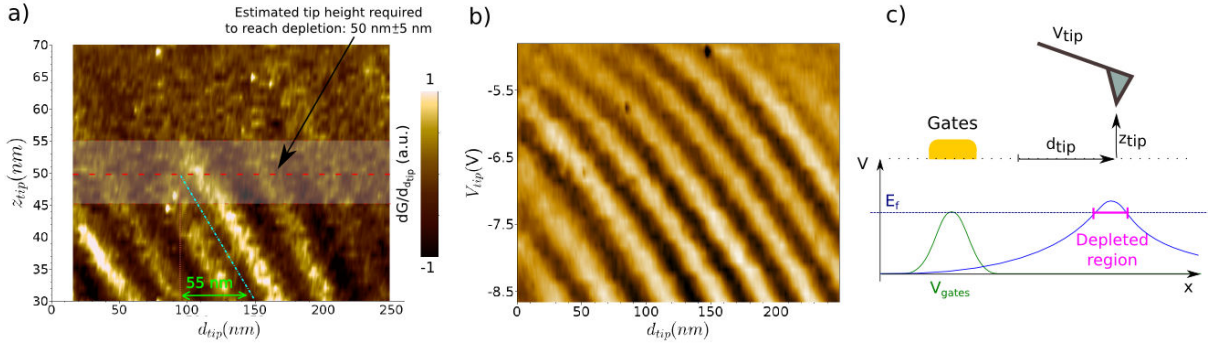 a)
Estimated tip height required
to reach depletion: 50 nm±5 nm
70
65
60
55
50
45
40
35
30
z_tip(nm)
0
50
100
150
200
250
d_tip(nm)
55 nm
1
-1
dG/d_dtip (a.u.)
b)
-5.5
-6.5
-7.5
-8.5
V_tip(V)
0
50
100
150
200
d_tip(nm)
c)
V_tip
Gates
d_tip
z_tip
V
E_f
Depleted
region
V_gates
x